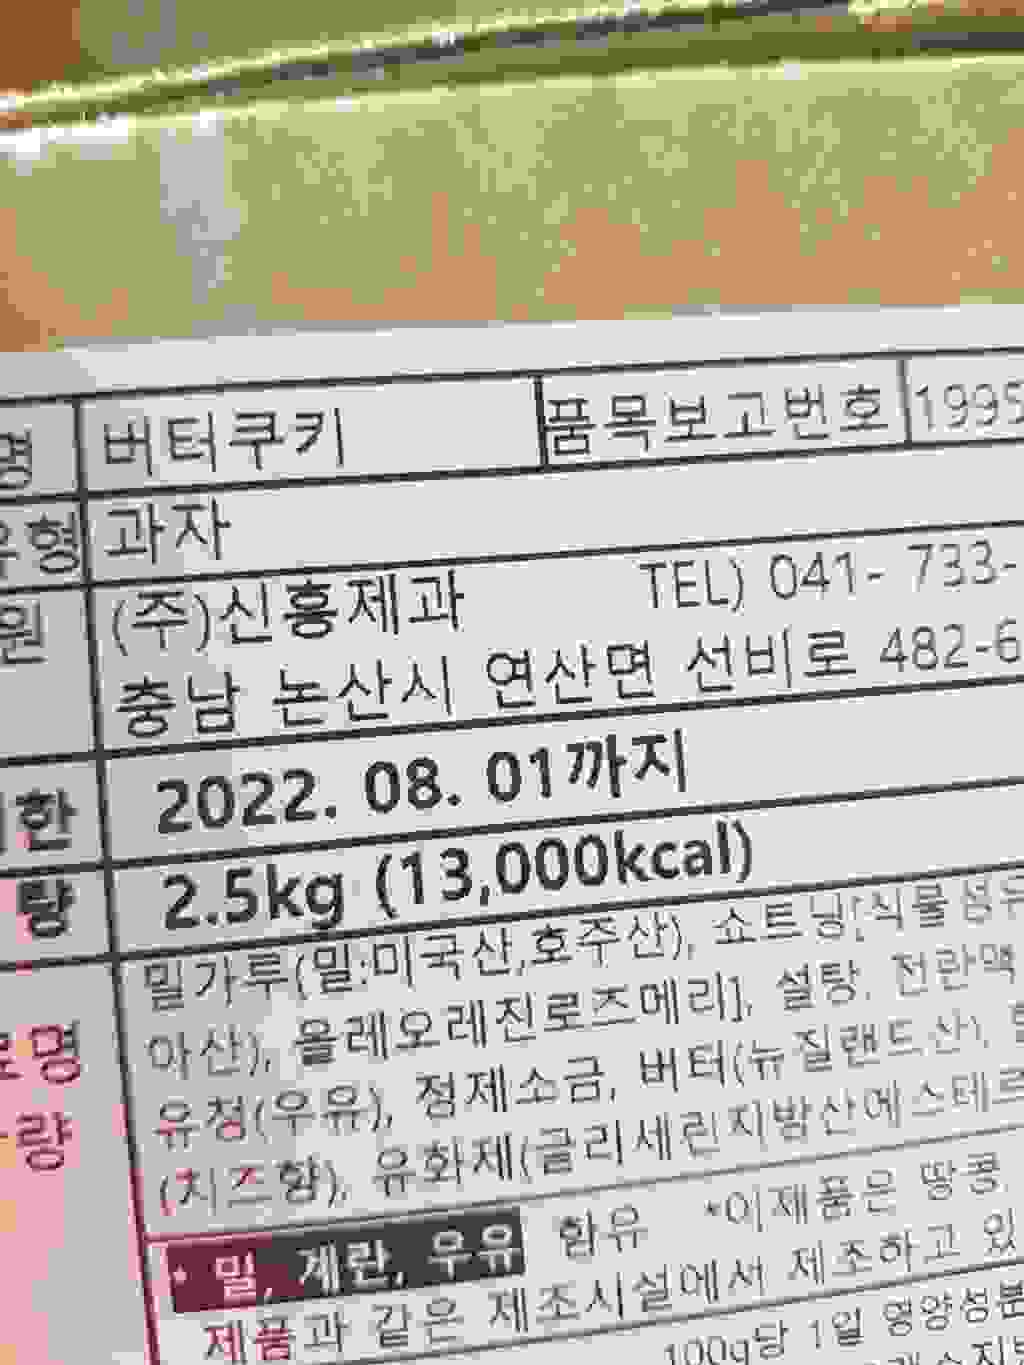 명 버터쿠키 품목보고번호 1995
유형 과자
원 (주)신흥제과 TEL) 041- 733-
충남 논산시 연산면 선비로 482-6
한 2022. 08. 01까지
량 2.5kg (13,000kcal)
밀가루(밀:미국산,호주산), 쇼트닝[식물성유
아산), 올레오레진로즈메리], 설탕, 전란액
명 유청(우유), 정제소금, 버터(뉴질랜드산),
량 (치즈향), 유화제(글리세린지방산에스테르
* 밀, 계란, 우유 함유 *이제품은 땅콩,
제품과 같은 제조시설에서 제조하고 있
100g당 1일 영양성분